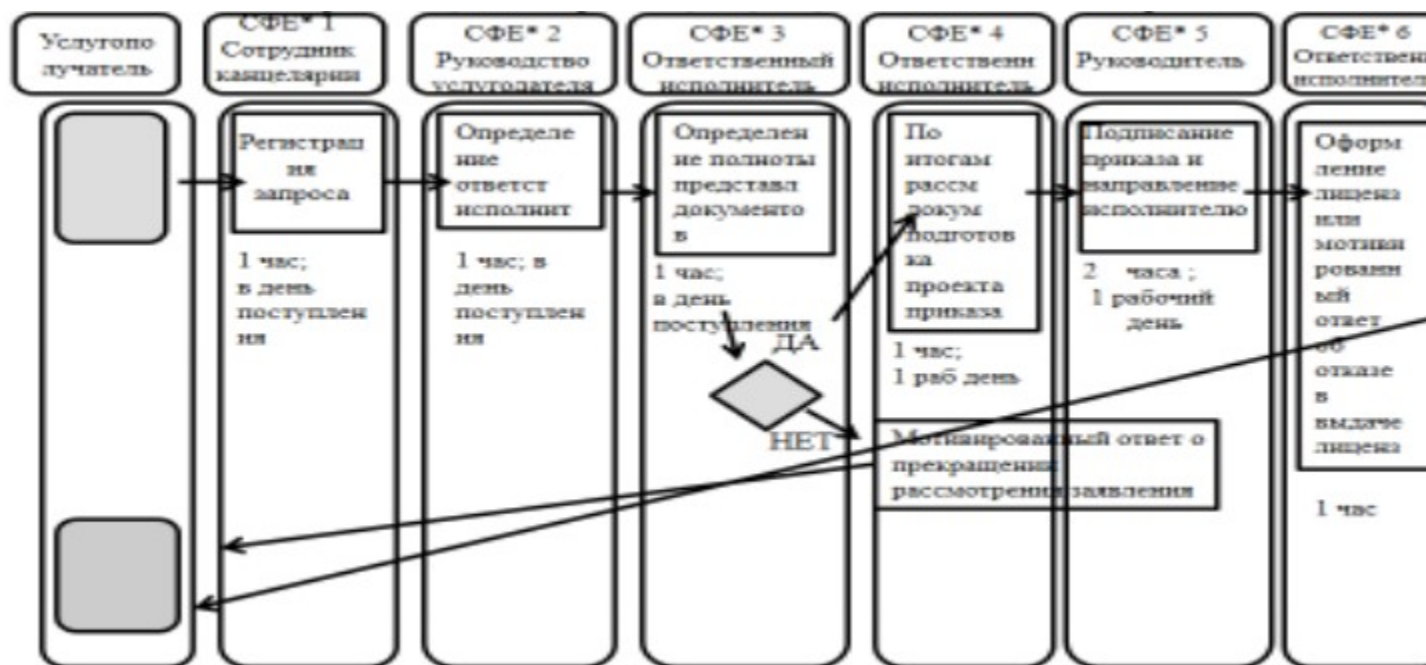 Услугопо
лучатель
СФЕ* 1
Сотрудник
канцелярии
СФЕ* 2
Руководство
услугодателя
СФЕ* 3
Ответственный
исполнитель
СФЕ* 4
Ответственн
исполнитель
СФЕ* 5
Руководитель
СФЕ* 6
Ответственн
исполнитель
Регистрац
ия
запроса
1 час;
в день
поступлен
ия
Определе
ние
ответст
исполнит
1 час; в
день
поступлен
ия
Определен
ие полноты
представл
документо
в
1 час;
в день
поступления
ДА
НЕТ
По
итогам
рассм
докум
подготов
ка
проекта
приказа
1 час;
1 раб день
Мотивированный ответ о
прекращении
рассмотрения заявления
Подписание
приказа и
направление
исполнителю
2 часа ;
1 рабочий
день
Оформ
ление
лиценз
или
мотиви
рованн
ый
ответ
об
отказе
в
выдаче
лиценз
1 час